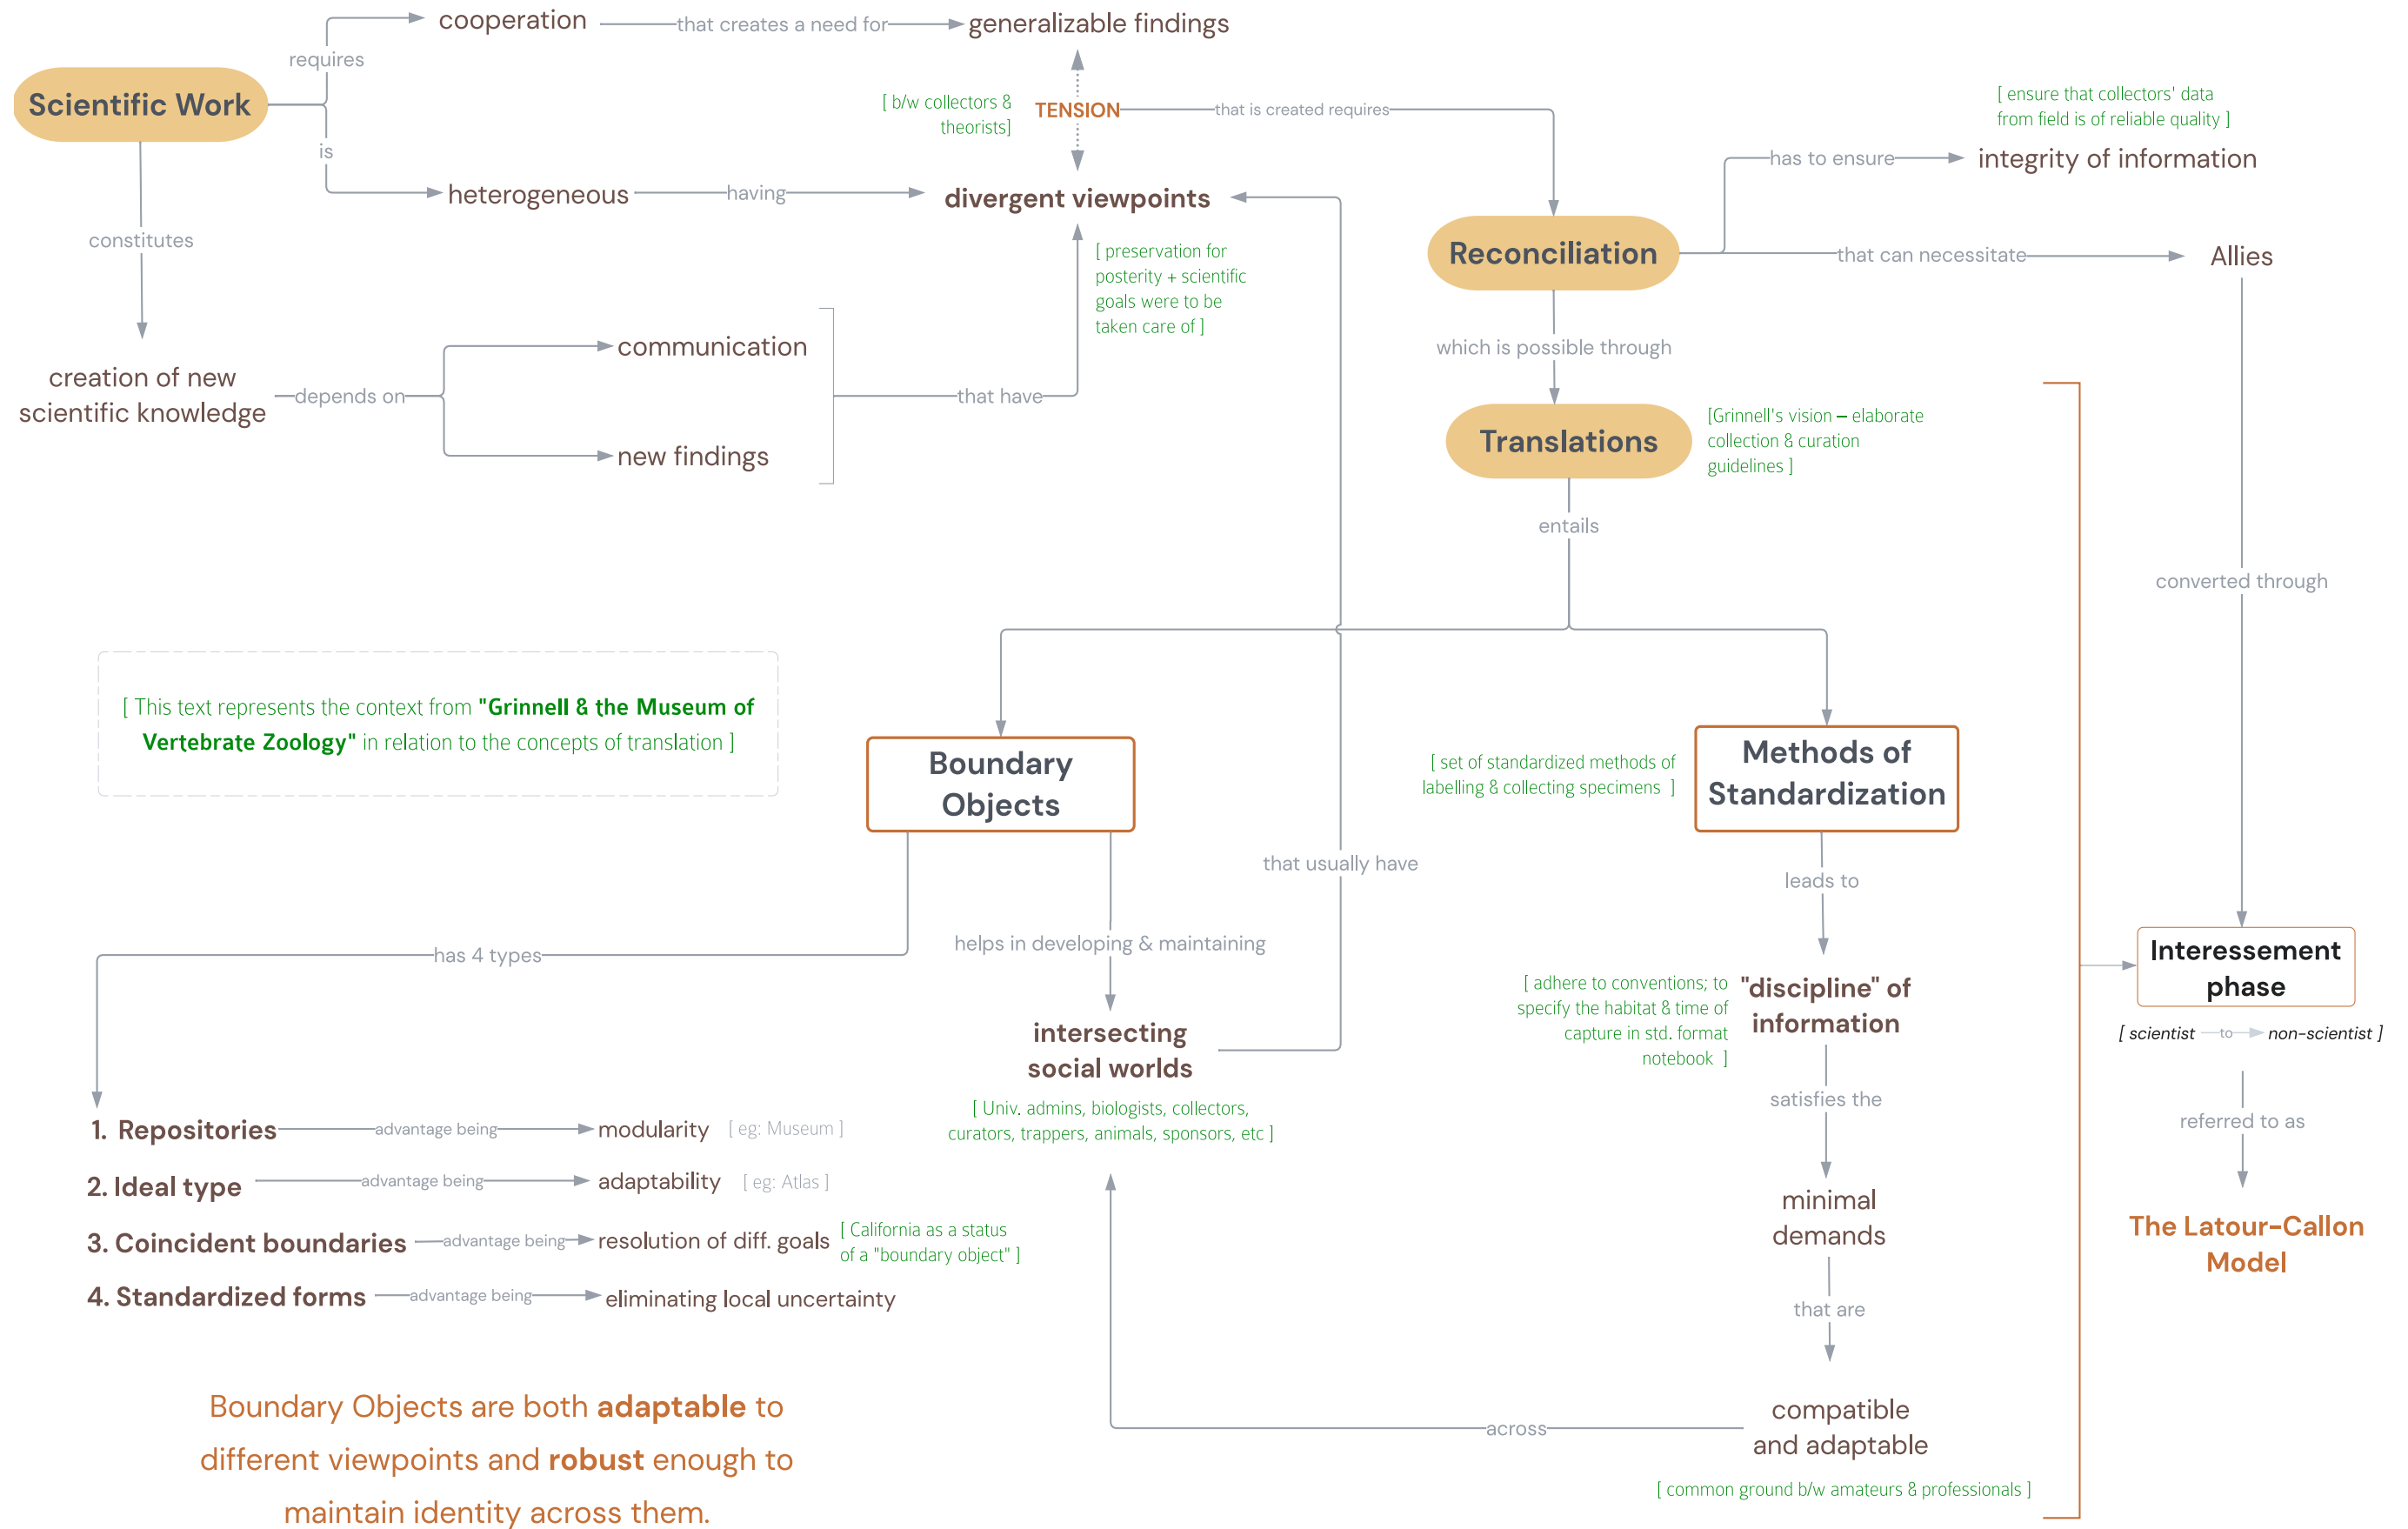 cooperation
that creates a need for
generalizable findings
requires
Scientific Work
[ b/w collectors &
theorists]
TENSION
that is created requires
[ ensure that collectors' data
from field is of reliable quality ]
is
has to ensure
integrity of information
heterogeneous
having
divergent viewpoints
constitutes
Reconciliation
that can necessitate
Allies
[ preservation for
posterity + scientific
goals were to be
taken care of ]
which is possible through
communication
creation of new
scientific knowledge
depends on
that have
new findings
Translations
[Grinnell's vision – elaborate
collection & curation
guidelines ]
entails
converted through
[ This text represents the context from "Grinnell & the Museum of
Vertebrate Zoology" in relation to the concepts of translation ]
Boundary
Objects
[ set of standardized methods of
labelling & collecting specimens ]
Methods of
Standardization
that usually have
leads to
has 4 types
helps in developing & maintaining
Interessement
phase
[ scientist to non-scientist ]
[ adhere to conventions; to
specify the habitat & time of
capture in std. format
notebook ]
"discipline" of
information
intersecting
social worlds
[ Univ. admins, biologists, collectors,
curators, trappers, animals, sponsors, etc ]
satisfies the
referred to as
1. Repositories
advantage being
modularity
[ eg: Museum ]
2. Ideal type
advantage being
adaptability
[ eg: Atlas ]
3. Coincident boundaries
advantage being
resolution of diff. goals
[ California as a status
of a "boundary object" ]
4. Standardized forms
advantage being
eliminating local uncertainty
minimal
demands
The Latour-Callon
Model
that are
compatible
and adaptable
across
[ common ground b/w amateurs & professionals ]
Boundary Objects are both adaptable to
different viewpoints and robust enough to
maintain identity across them.